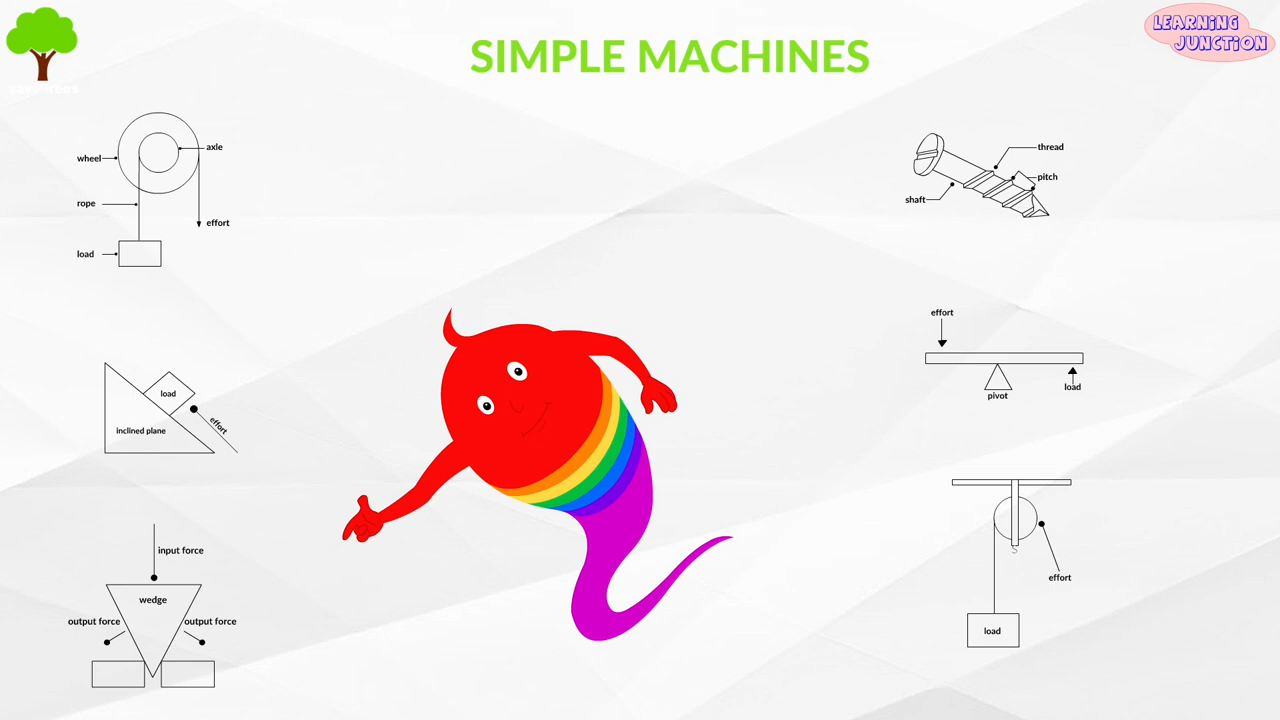 SIMPLE MACHINES
LEARNING
JUNCTION
wheel
axle
rope
effort
load
thread
pitch
shaft
load
inclined plane
effort
effort
pivot
load
input force
wedge
output force
output force
effort
load